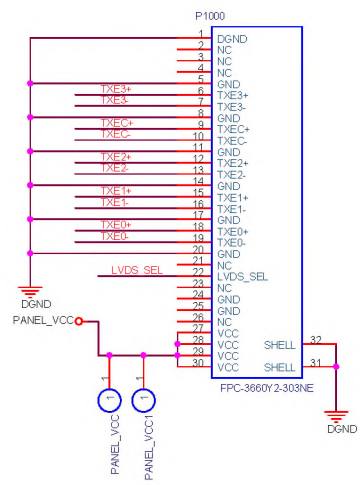 P1000
1 DGND
2 NC
3 NC
4 NC
5 GND
TXE3+ 6 TXE3+
TXE3- 7 TXE3-
8 GND
TXEC+ 9 TXEC+
TXEC- 10 TXEC-
11 GND
TXE2+ 12 TXE2+
TXE2- 13 TXE2-
14 GND
TXE1+ 15 TXE1+
TXE1- 16 TXE1-
17 GND
TXE0+ 18 TXE0+
TXE0- 19 TXE0-
20 GND
21 NC
LVDS_SEL 22 LVDS_SEL
23 NC
24 GND
25 GND
26 NC
27 VCC
28 VCC
29 VCC
30 VCC
SHELL 32
SHELL 31
DGND
PANEL_VCC
FPC-3660Y2-303NE
1
1
1
1
PANEL_VCC
PANEL_VCC1
DGND